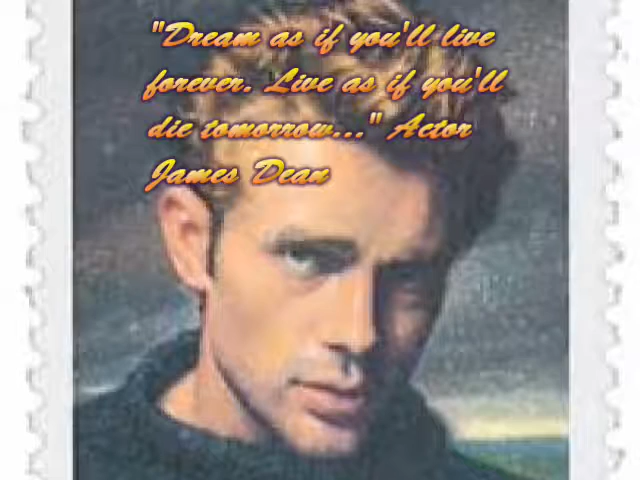 "Dream as if you'll live
forever. Live as if you'll
die tomorrow..." Actor
James Dean